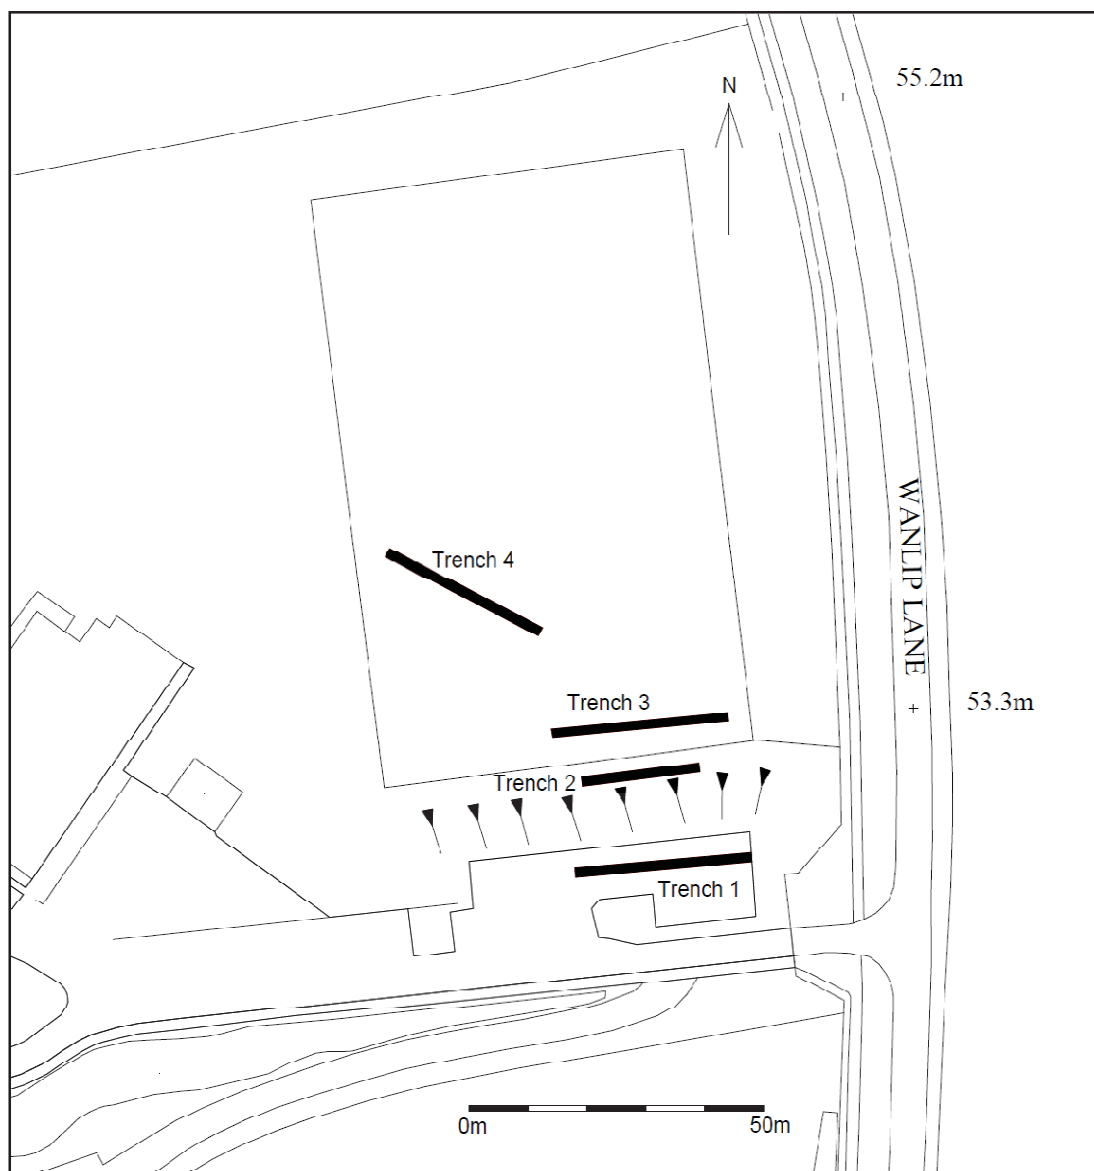 55.2m
N
WANLIP LANE
Trench 4
Trench 3
53.3m
Trench 2
Trench 1
0m
50m